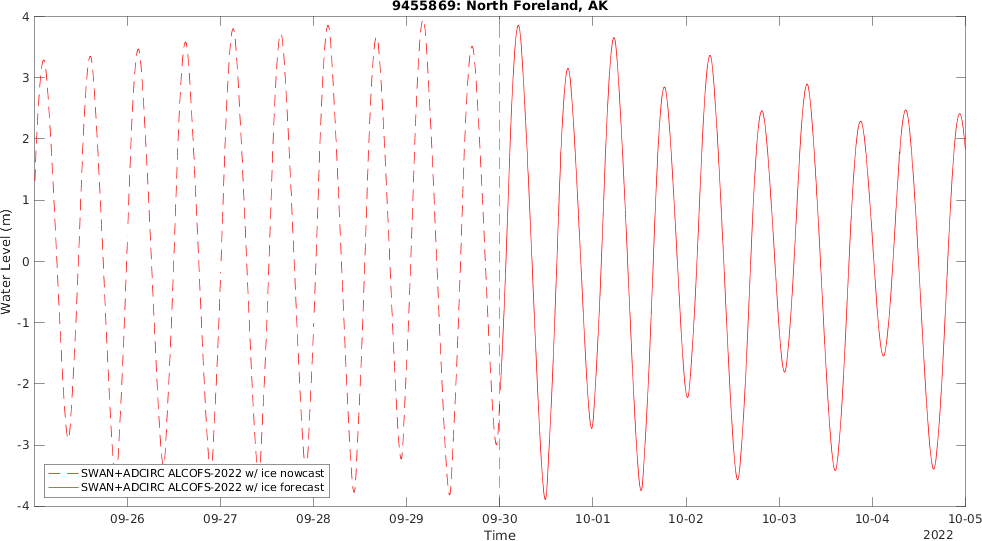 9455869: North Foreland, AK
4
3
2
1
0
-1
-2
-3
-4
Water Level (m)
SWAN+ADCIRC ALCOFS-2022 w/ ice nowcast
SWAN+ADCIRC ALCOFS-2022 w/ ice forecast
09-26 09-27 09-28 09-29 09-30 10-01 10-02 10-03 10-04 10-05
Time
2022